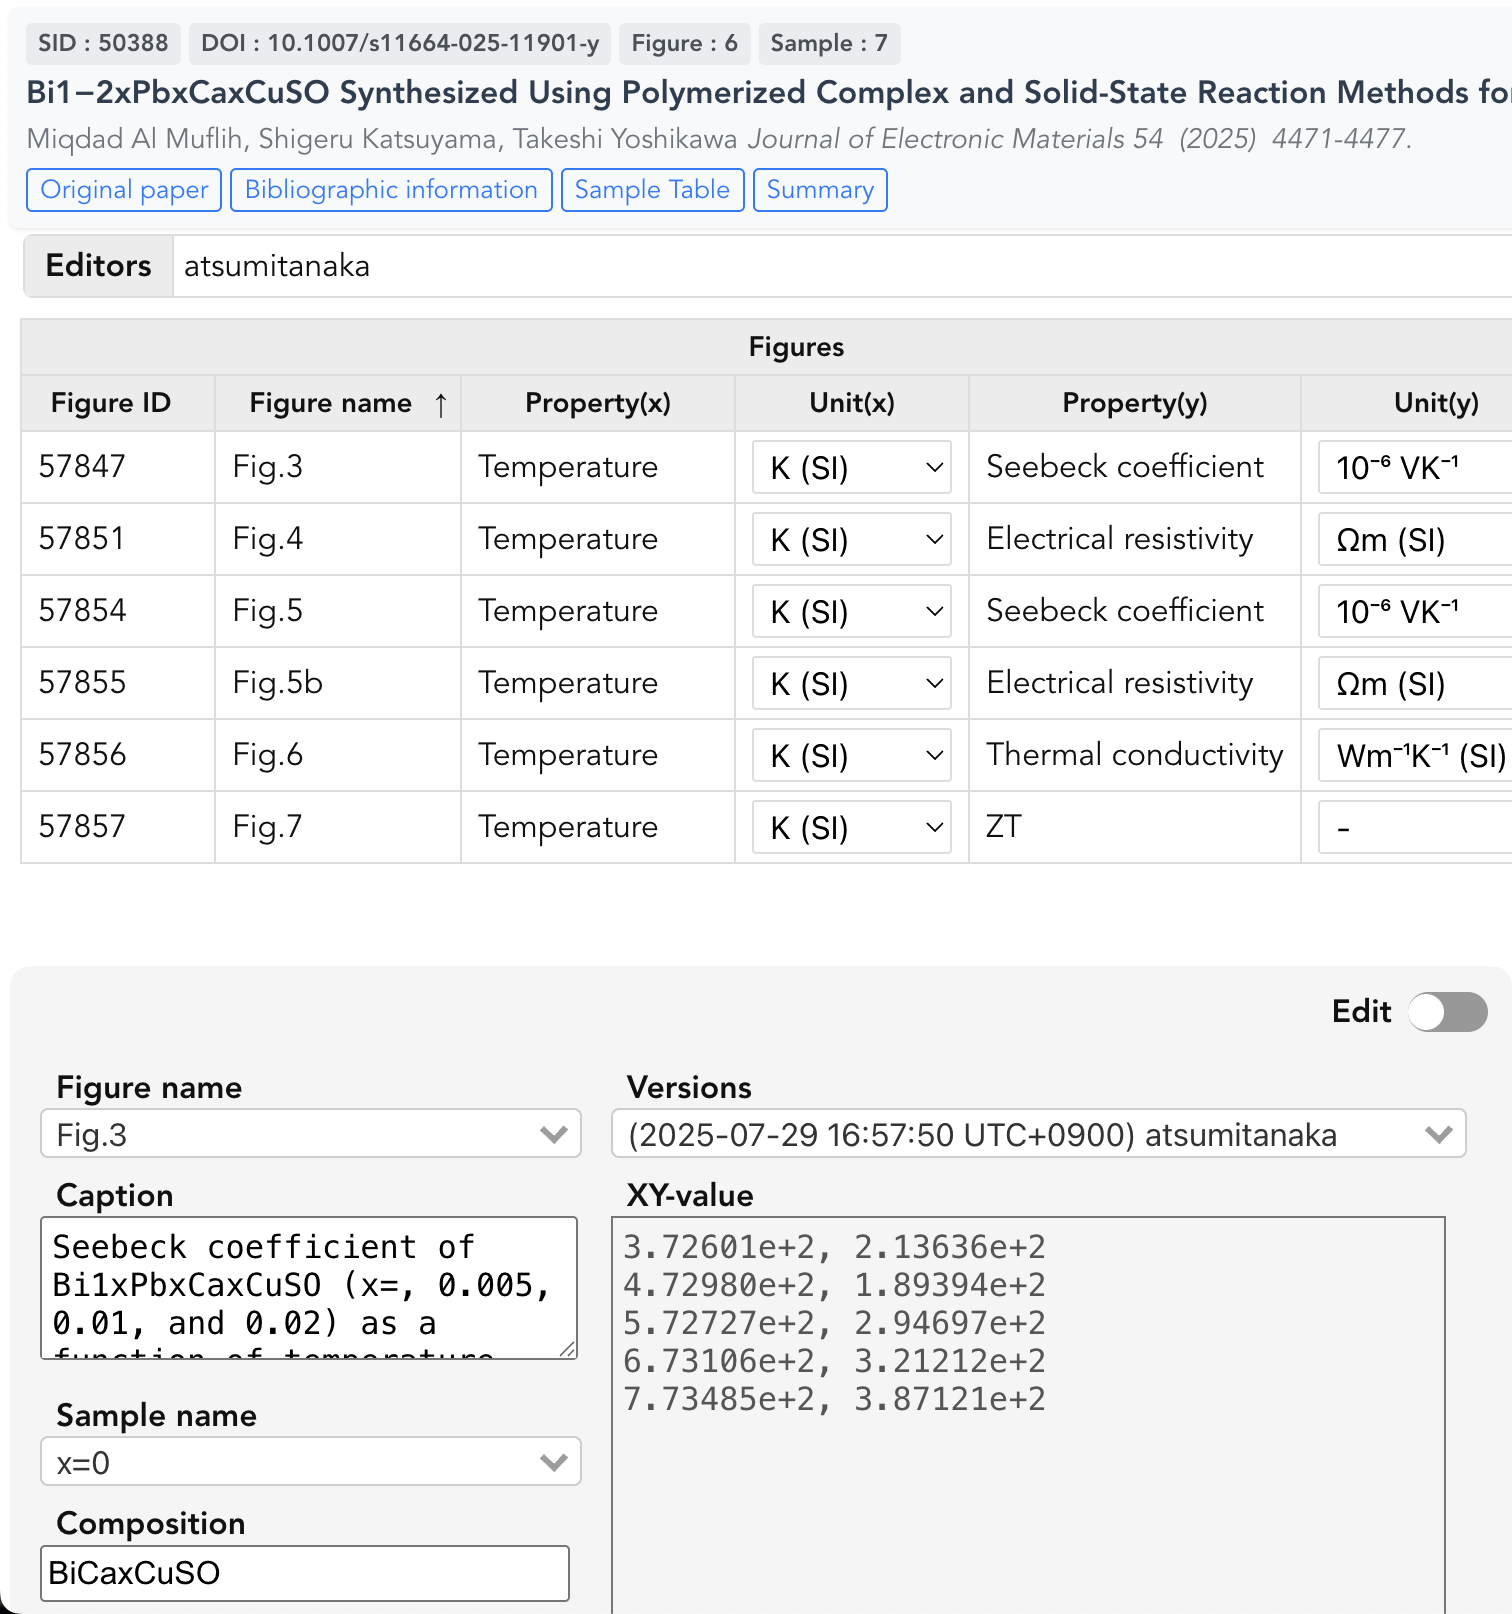 SID : 50388 DOI : 10.1007/s11664-025-11901-y Figure : 6 Sample : 7
Bi1−2xPbxCaxCuSO Synthesized Using Polymerized Complex and Solid-State Reaction Methods fo
Miqdad Al Muflih, Shigeru Katsuyama, Takeshi Yoshikawa Journal of Electronic Materials 54 (2025) 4471-4477.
Original paper Bibliographic information Sample Table Summary
Editors atsumitanaka
Figures
Figure ID Figure name ↑ Property(x) Unit(x) Property(y) Unit(y)
57847 Fig.3 Temperature K (SI) Seebeck coefficient 10⁻⁶ VK⁻¹
57851 Fig.4 Temperature K (SI) Electrical resistivity Ωm (SI)
57854 Fig.5 Temperature K (SI) Seebeck coefficient 10⁻⁶ VK⁻¹
57855 Fig.5b Temperature K (SI) Electrical resistivity Ωm (SI)
57856 Fig.6 Temperature K (SI) Thermal conductivity Wm⁻¹K⁻¹ (SI)
57857 Fig.7 Temperature K (SI) ZT -
Edit
Figure name
Fig.3
Versions
(2025-07-29 16:57:50 UTC+0900) atsumitanaka
Caption
Seebeck coefficient of
Bi1xPbxCaxCuSO (x=, 0.005,
0.01, and 0.02) as a
function of temperature
XY-value
3.72601e+2, 2.13636e+2
4.72980e+2, 1.89394e+2
5.72727e+2, 2.94697e+2
6.73106e+2, 3.21212e+2
7.73485e+2, 3.87121e+2
Sample name
x=0
Composition
BiCaxCuSO